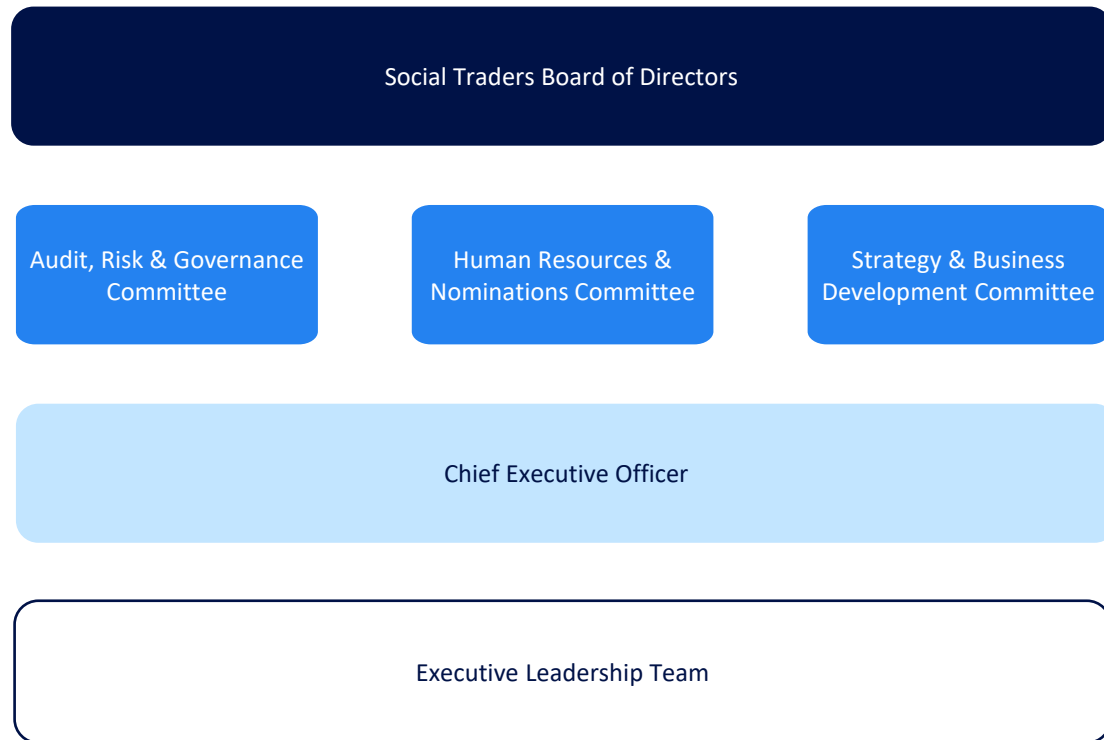 Social Traders Board of Directors
Audit, Risk & Governance
Committee
Human Resources &
Nominations Committee
Strategy & Business
Development Committee
Chief Executive Officer
Executive Leadership Team